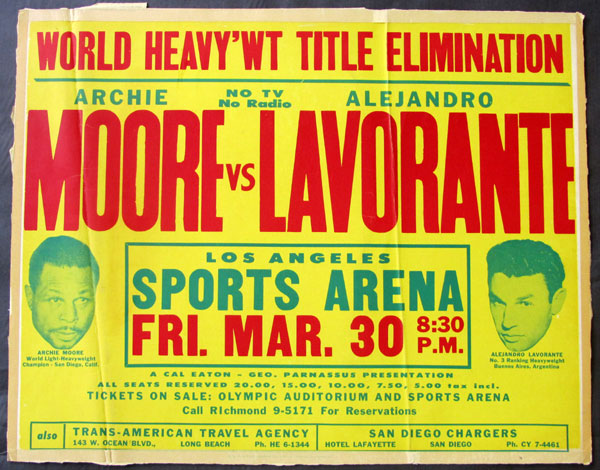 WORLD HEAVY'WT TITLE ELIMINATION
ARCHIE NO TV ALEJANDRO
No Radio
MOORE VS LAVORANTE
LOS ANGELES
SPORTS ARENA
FRI. MAR. 30 8:30 P.M.
ARCHIE MOORE
World Light-Heavyweight
Champion - San Diego, Calif.
ALEJANDRO LAVORANTE
No. 3 Ranking Heavyweight
Buenos Aires, Argentina
A CAL EATON - GEO. PARNASSUS PRESENTATION
ALL SEATS RESERVED 20.00, 15.00, 10.00, 7.50, 5.00 tax incl.
TICKETS ON SALE: OLYMPIC AUDITORIUM AND SPORTS ARENA
Call RIchmond 9-5171 For Reservations
also TRANS-AMERICAN TRAVEL AGENCY SAN DIEGO CHARGERS
143 W. OCEAN BLVD., LONG BEACH Ph. HE 6-1344 HOTEL LAFAYETTE SAN DIEGO Ph. CY 7-4461